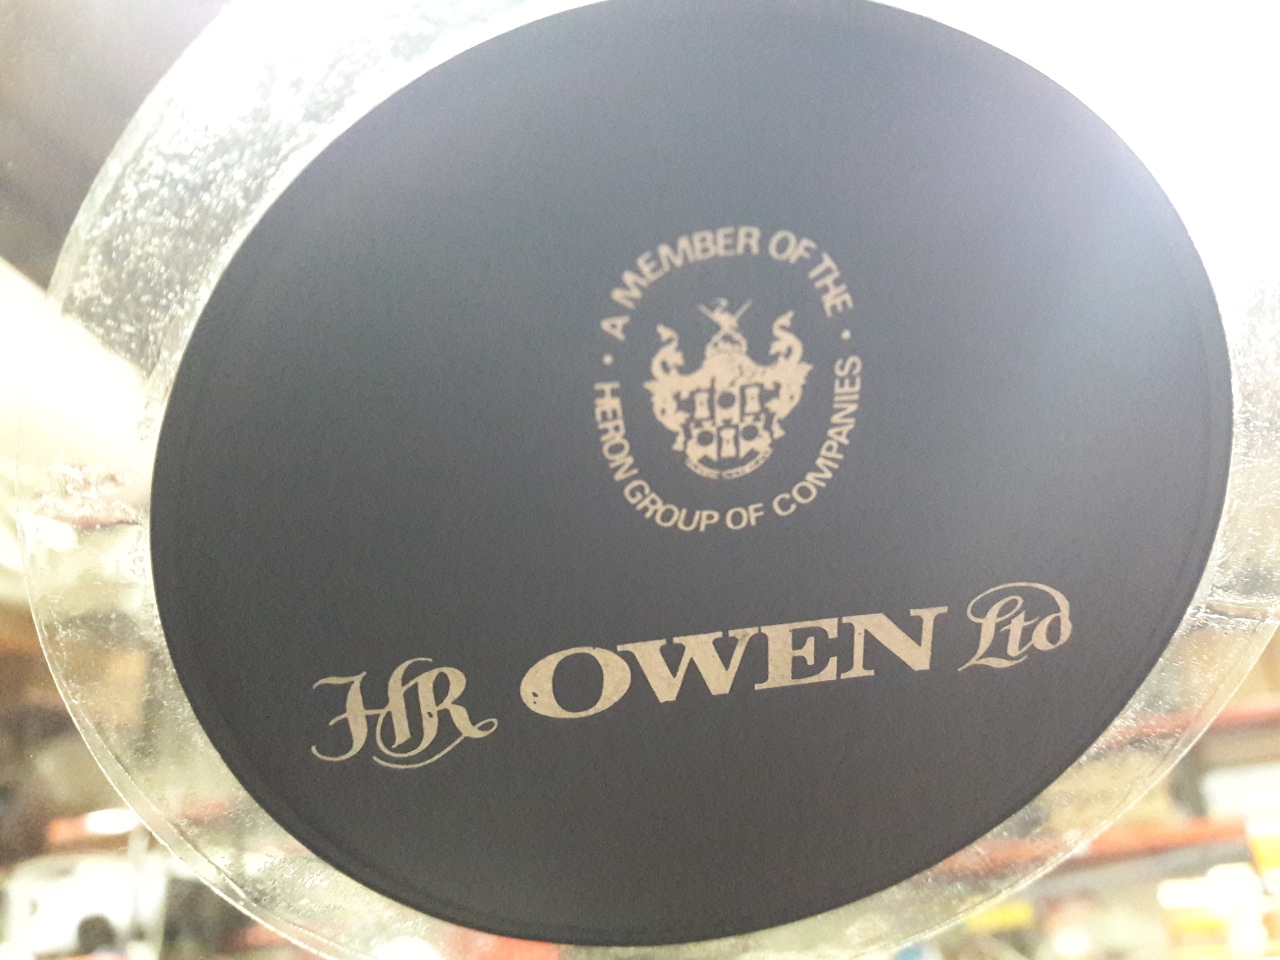 · A MEMBER OF THE ·
HERON GROUP OF COMPANIES
HR OWEN Ltd